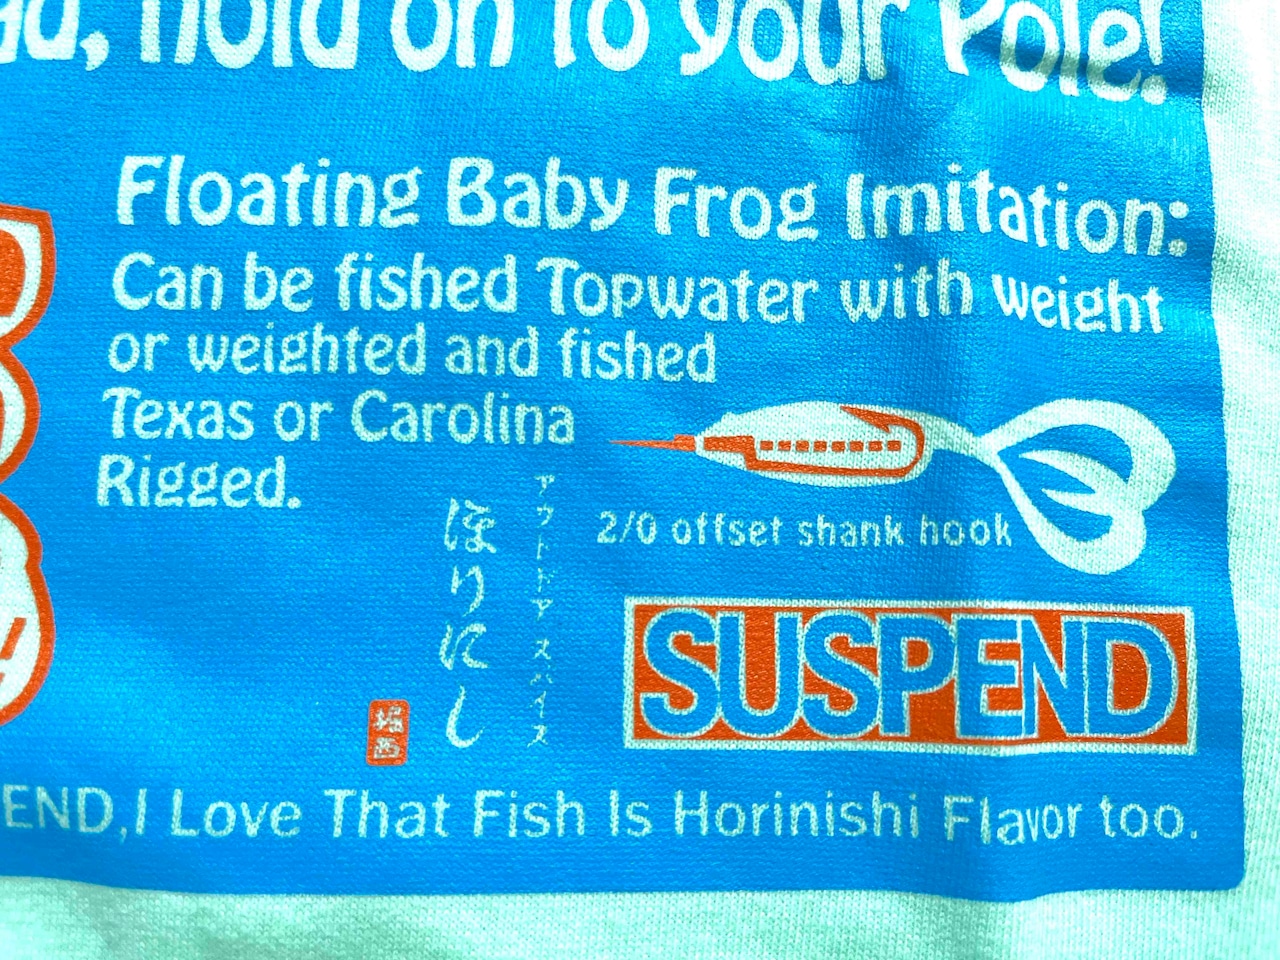 hold on to your Pole!
Floating Baby Frog Imitation:
Can be fished Topwater with weight
or weighted and fished
Texas or Carolina
Rigged.
2/0 offset shank hook
アウトドアスパイス
ほりにし
堀西
SUSPEND
END,I Love That Fish Is Horinishi Flavor too.